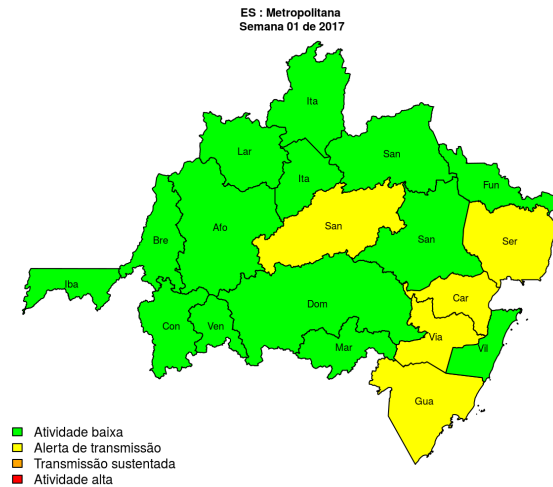 ES : Metropolitana
Semana 01 de 2017
Ita
Lar
San
Ita
Fun
Bre
Afo
San
San
Ser
Iba
Car
Dom
Con
Ven
Via
Mar
Vil
Gua
Atividade baixa
Alerta de transmissão
Transmissão sustentada
Atividade alta